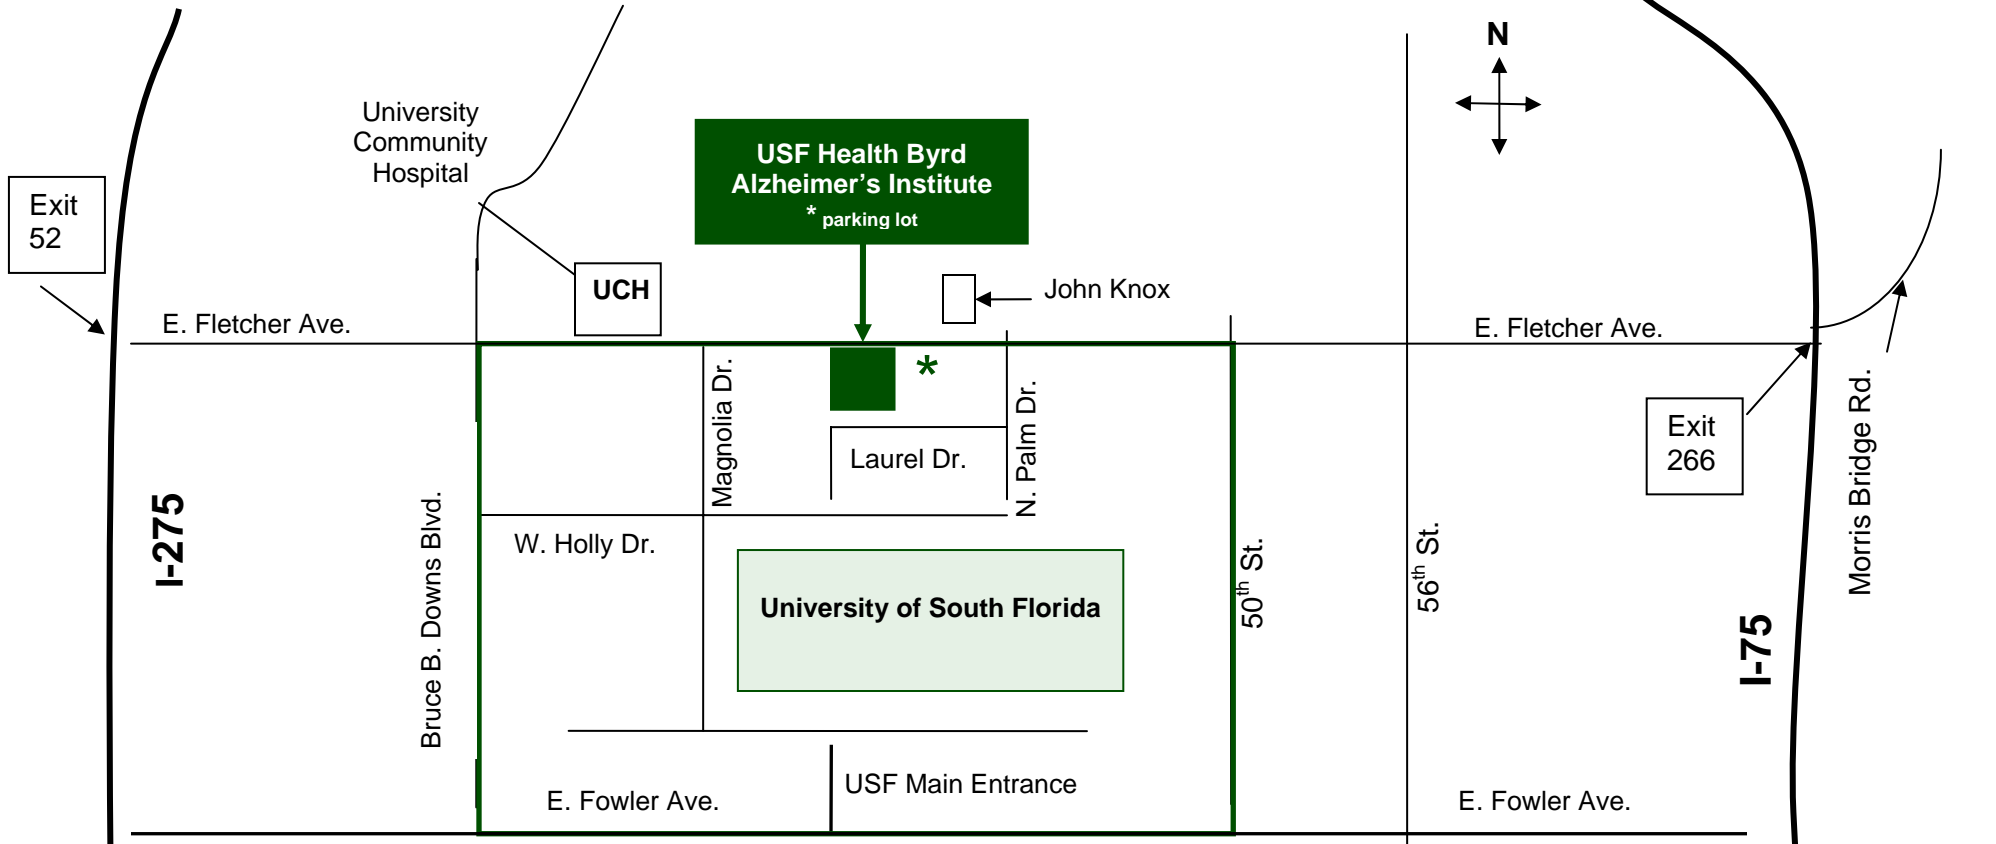 N
University
Community
Hospital
USF Health Byrd
Alzheimer's Institute
* parking lot
Exit
52
UCH
John Knox
E. Fletcher Ave.
E. Fletcher Ave.
*
Magnolia Dr.
N. Palm Dr.
Laurel Dr.
Exit
266
Morris Bridge Rd.
I-275
Bruce B. Downs Blvd.
W. Holly Dr.
University of South Florida
50th St.
56th St.
I-75
USF Main Entrance
E. Fowler Ave.
E. Fowler Ave.